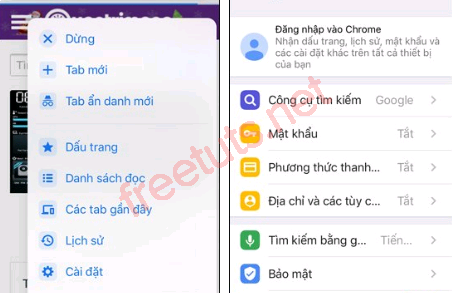 Dừng
Tab mới
Tab ẩn danh mới
Dấu trang
Danh sách đọc
Các tab gần đây
Lịch sử
Cài đặt
Đăng nhập vào Chrome
Nhận dấu trang, lịch sử, mật khẩu và
các cài đặt khác trên tất cả thiết bị
của bạn
Công cụ tìm kiếm Google
Mật khẩu Tắt
Phương thức thanh... Tắt
Địa chỉ và các tùy c... Tắt
Tìm kiếm bằng g... Tiến...
Bảo mật
freetuts.net